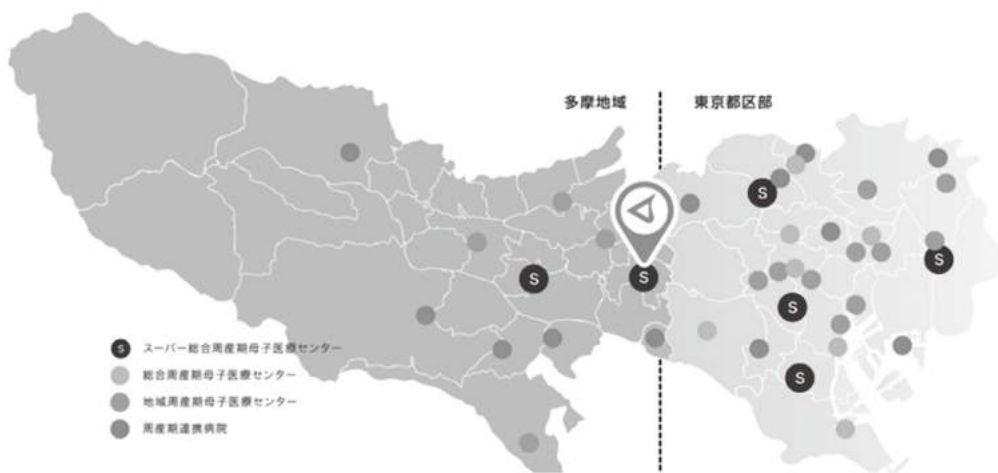 多摩地域
東京都区部
S
S
S
S
S
S
S スーパー総合周産期母子医療センター
総合周産期母子医療センター
地域周産期母子医療センター
周産期連携病院